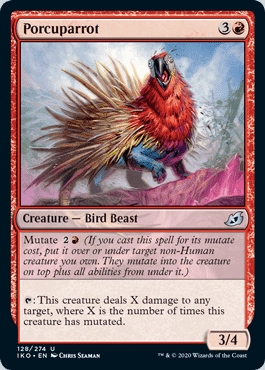 Porcuparrot 3
Creature — Bird Beast
Mutate 2 (If you cast this spell for its mutate
cost, put it over or under target non-Human
creature you own. They mutate into the creature
on top plus all abilities from under it.)
: This creature deals X damage to any
target, where X is the number of times this
creature has mutated.
3/4
128/274 U
IKO • EN Chris Seaman
™ & © 2020 Wizards of the Coast